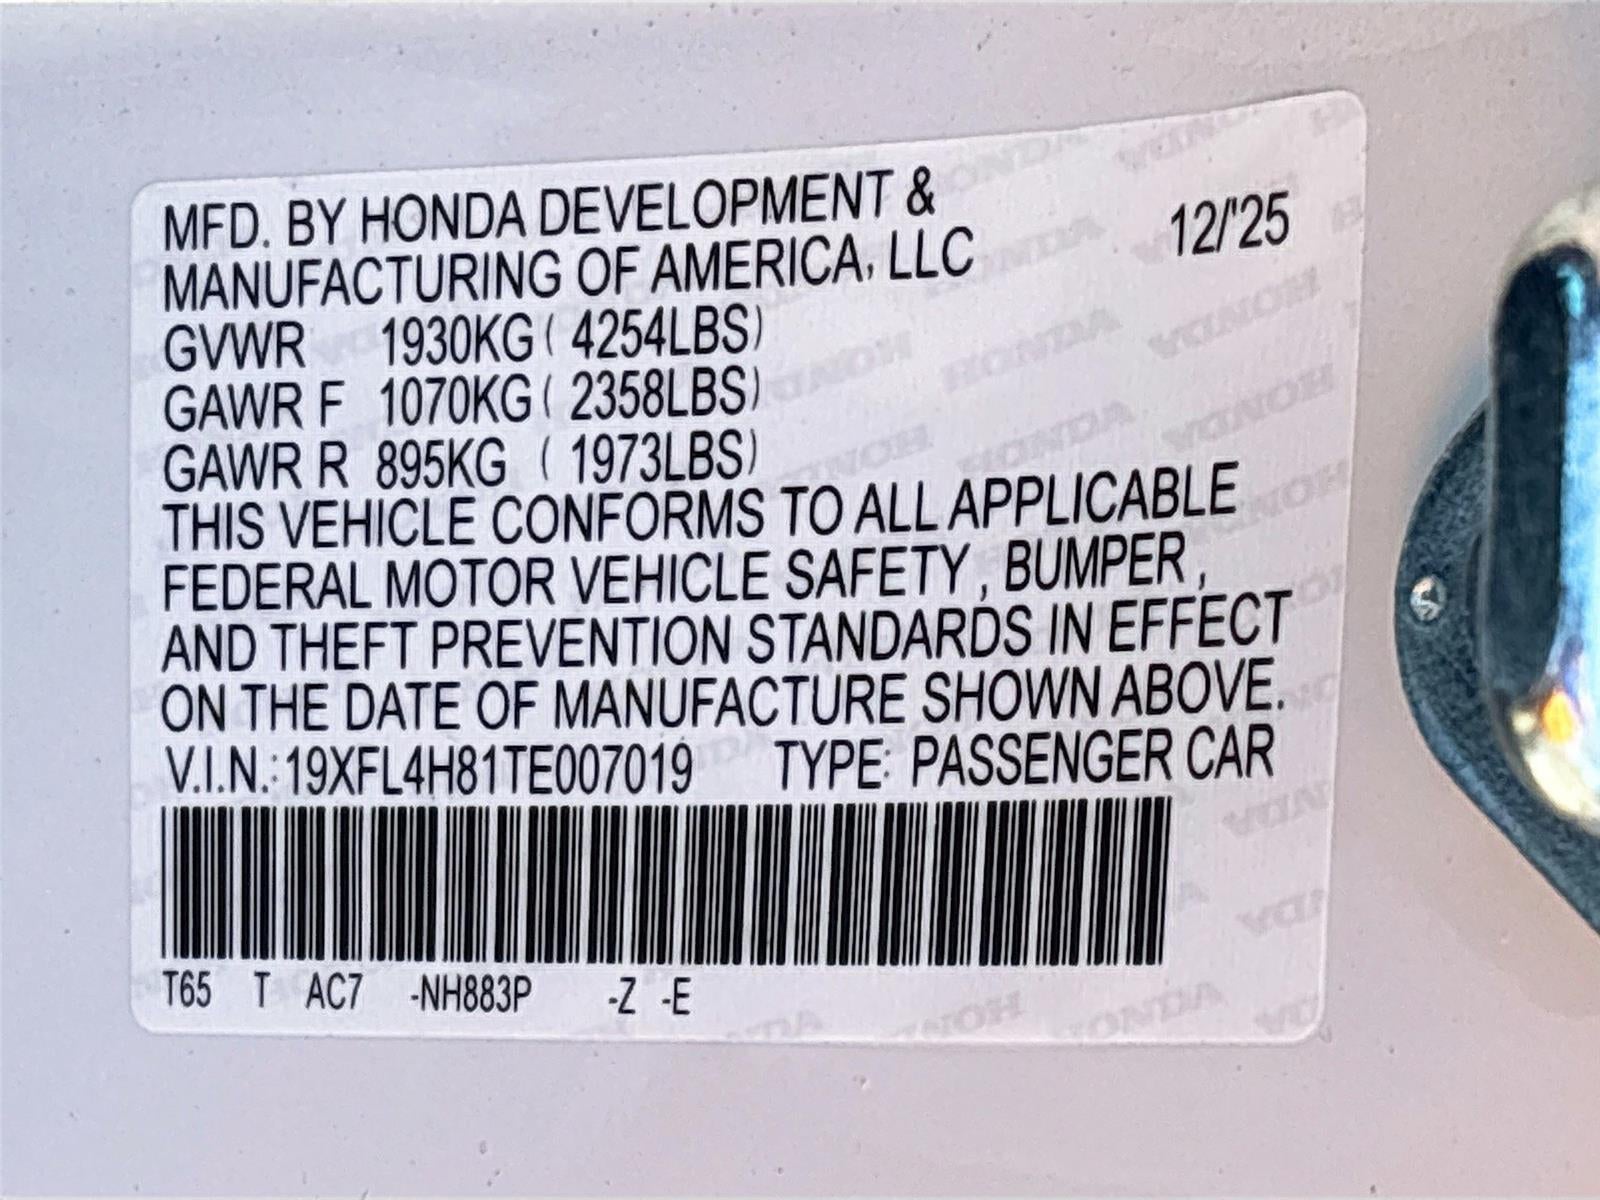 MFD. BY HONDA DEVELOPMENT &
MANUFACTURING OF AMERICA, LLC 12/'25
GVWR 1930KG ( 4254LBS)
GAWR F 1070KG ( 2358LBS)
GAWR R 895KG ( 1973LBS)
THIS VEHICLE CONFORMS TO ALL APPLICABLE
FEDERAL MOTOR VEHICLE SAFETY , BUMPER ,
AND THEFT PREVENTION STANDARDS IN EFFECT
ON THE DATE OF MANUFACTURE SHOWN ABOVE.
V.I.N.: 19XFL4H81TE007019 TYPE: PASSENGER CAR
T65 T AC7 -NH883P -Z -E